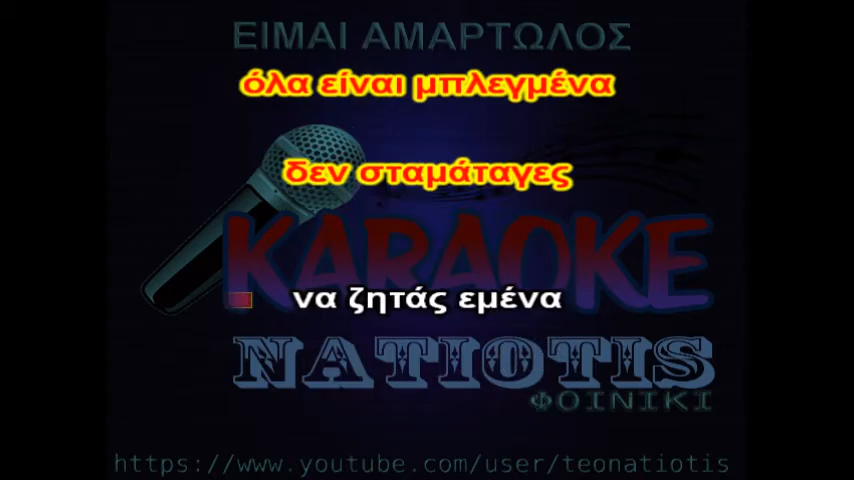 ΕΙΜΑΙ ΑΜΑΡΤΩΛΟΣ
όλα είναι μπλεγμένα
δεν σταμάταγες
KARAOKE
να ζητάς εμένα
NATIOTIS
ΦΟΙΝΙΚΙ
https://www.youtube.com/user/teonatiotis